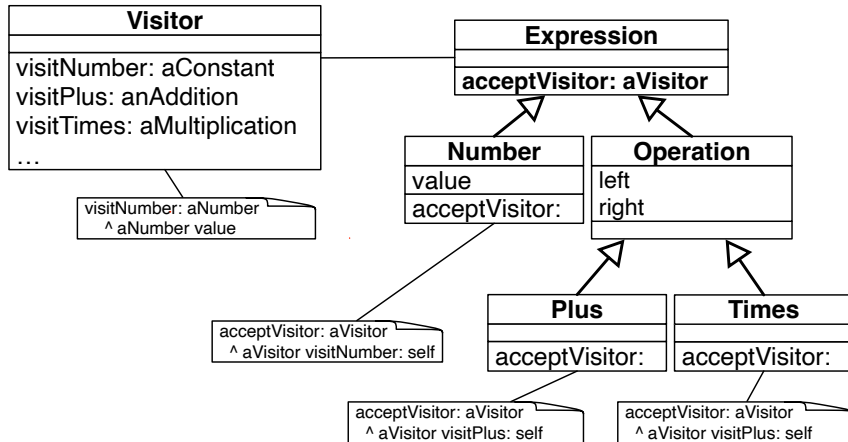 Visitor
visitNumber: aConstant
visitPlus: anAddition
visitTimes: aMultiplication
...
visitNumber: aNumber
^ aNumber value
Expression
acceptVisitor: aVisitor
Number
value
acceptVisitor:
Operation
left
right
acceptVisitor: aVisitor
^ aVisitor visitNumber: self
Plus
acceptVisitor:
Times
acceptVisitor:
acceptVisitor: aVisitor
^ aVisitor visitPlus: self
acceptVisitor: aVisitor
^ aVisitor visitPlus: self